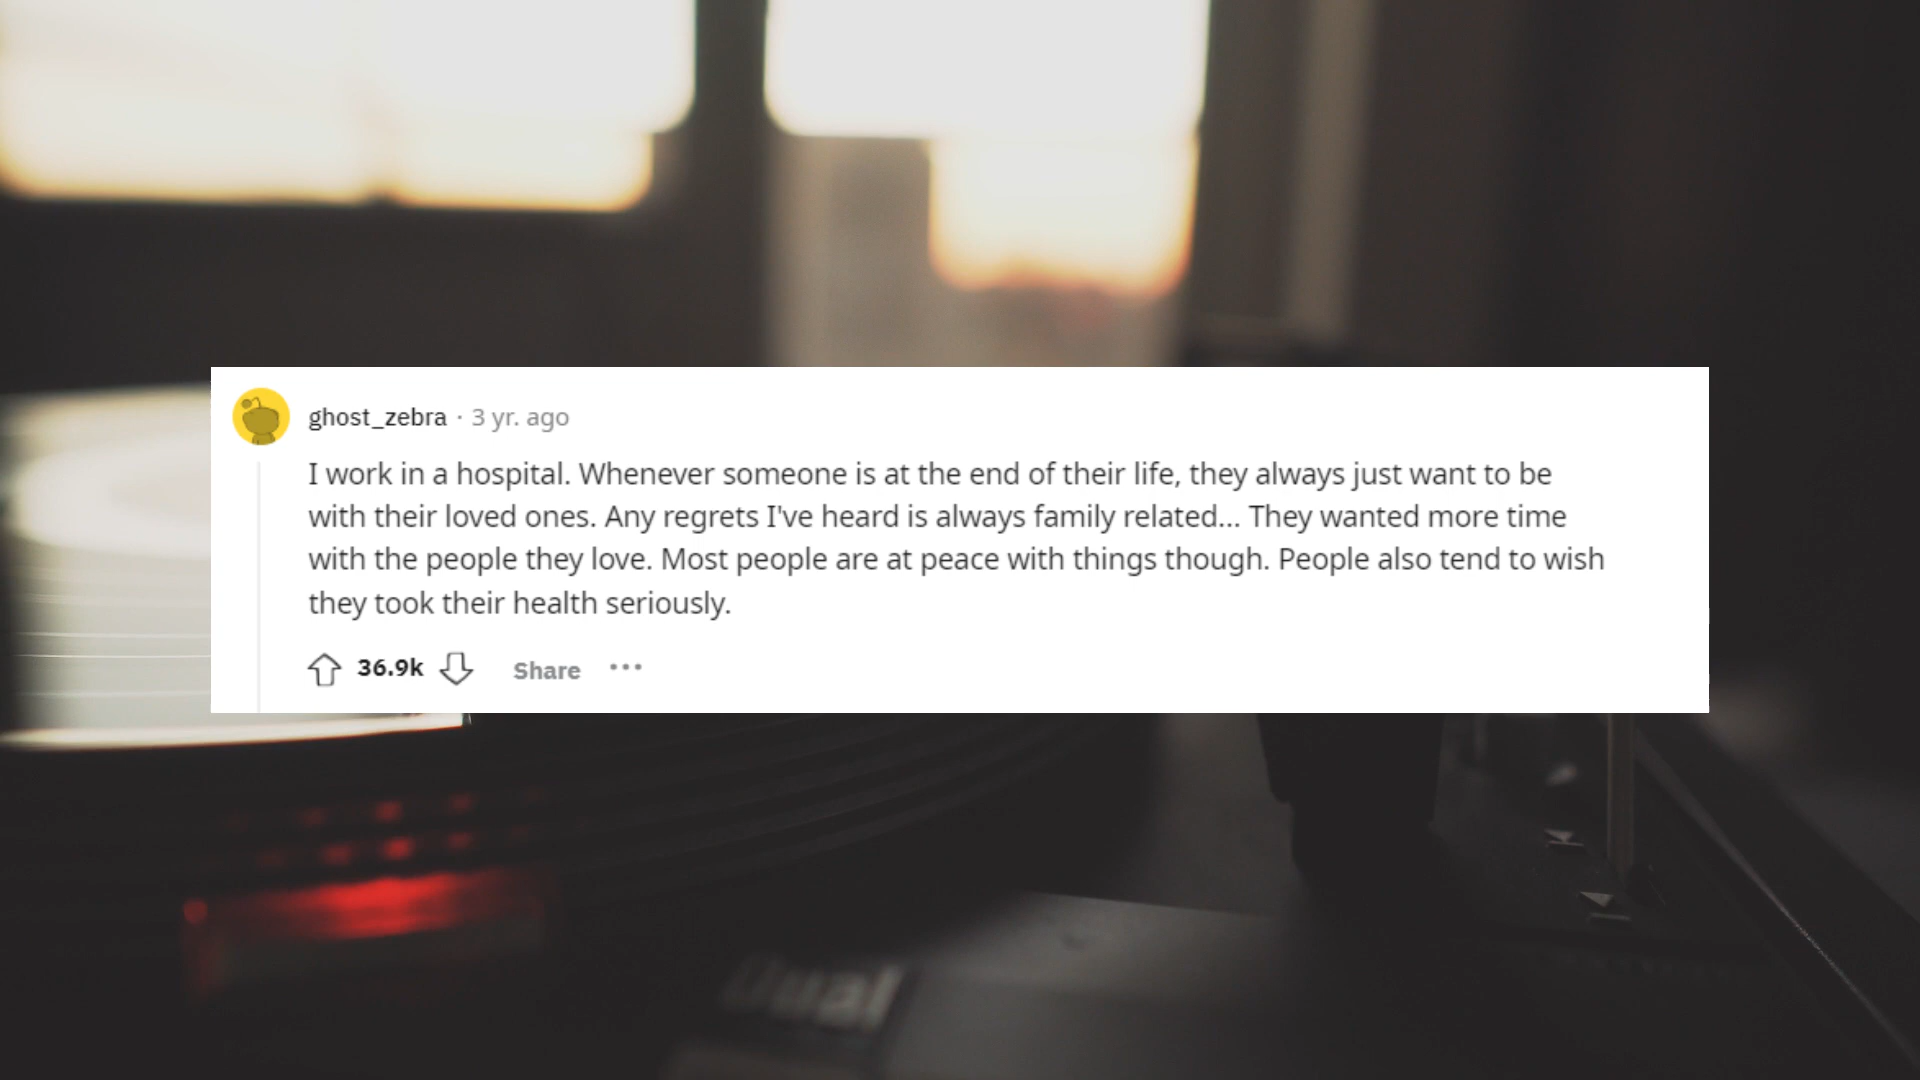 ghost_zebra · 3 yr. ago
I work in a hospital. Whenever someone is at the end of their life, they always just want to be
with their loved ones. Any regrets I've heard is always family related... They wanted more time
with the people they love. Most people are at peace with things though. People also tend to wish
they took their health seriously.
36.9k Share ···
Dual